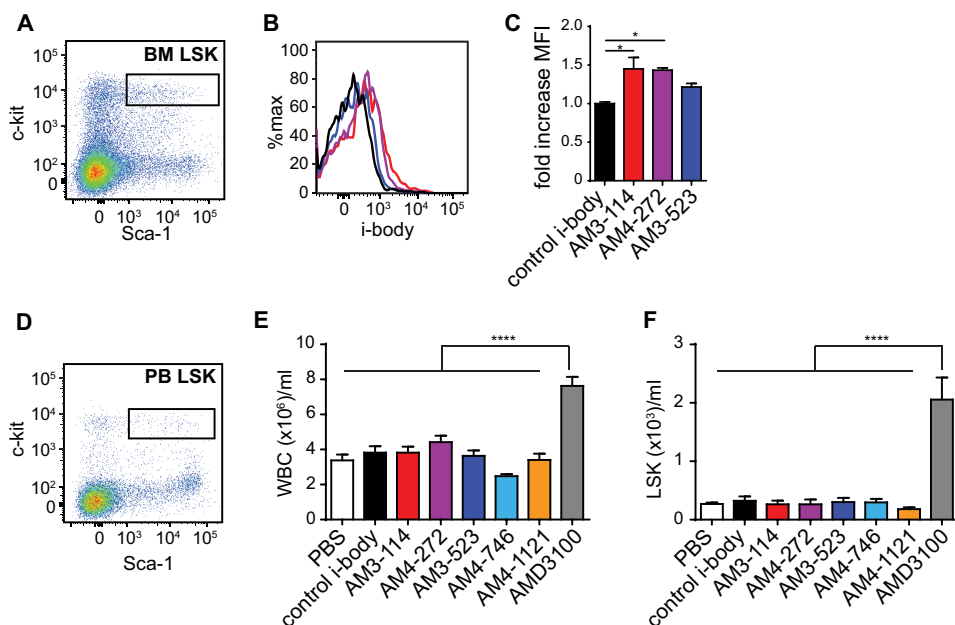 A
BM LSK
c-kit
10⁵
10⁴
10³
10²
0
0 10³ 10⁴ 10⁵
Sca-1
B
%max
100
80
60
40
20
0
0 10³ 10⁴ 10⁵
i-body
C
fold increase MFI
2.0
1.5
1.0
0.5
0.0
*
*
control i-body
AM3-114
AM4-272
AM3-523
D
PB LSK
c-kit
10⁵
10⁴
10³
10²
0
0 10³ 10⁴ 10⁵
Sca-1
E
WBC (x10⁶)/ml
10
8
6
4
2
0
****
PBS
control i-body
AM3-114
AM4-272
AM3-523
AM4-746
AM4-1121
AMD3100
F
LSK (x10³)/ml
3
2
1
0
****
PBS
control i-body
AM3-114
AM4-272
AM3-523
AM4-746
AM4-1121
AMD3100